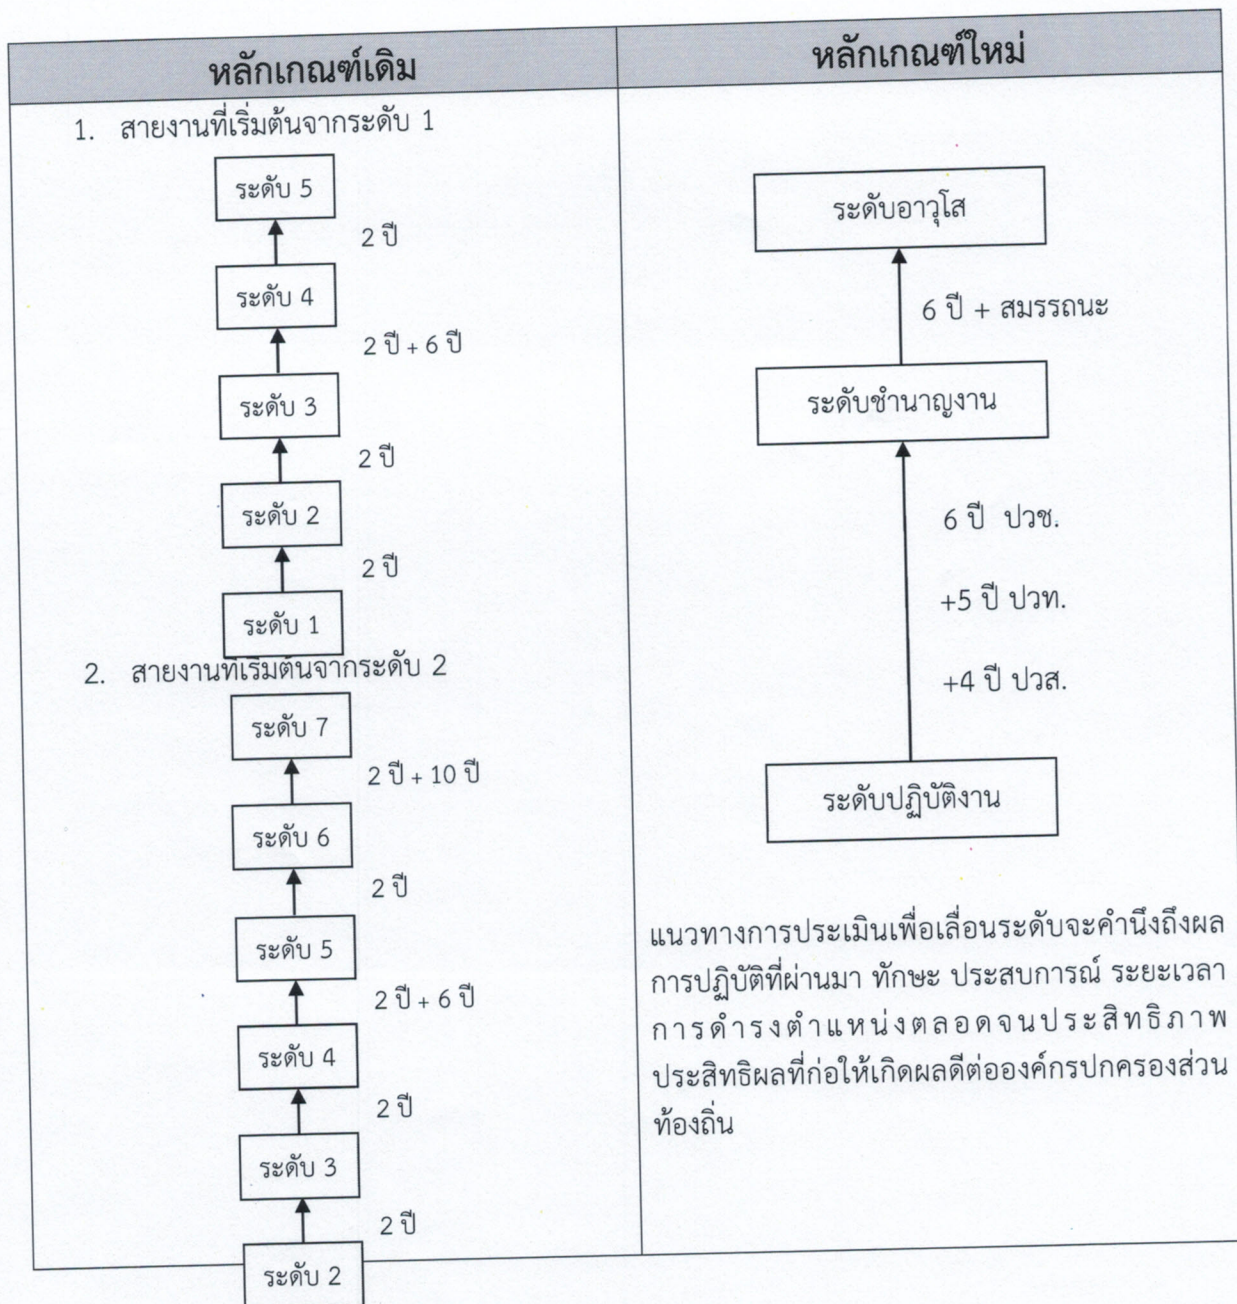 หลักเกณฑ์เดิม
1. สายงานที่เริ่มต้นจากระดับ 1
ระดับ 5
2 ปี
ระดับ 4
2 ปี + 6 ปี
ระดับ 3
2 ปี
ระดับ 2
2 ปี
ระดับ 1
2. สายงานที่เริ่มต้นจากระดับ 2
ระดับ 7
2 ปี + 10 ปี
ระดับ 6
2 ปี
ระดับ 5
2 ปี + 6 ปี
ระดับ 4
2 ปี
ระดับ 3
2 ปี
ระดับ 2
หลักเกณฑ์ใหม่
ระดับอาวุโส
6 ปี + สมรรถนะ
ระดับชำนาญงาน
6 ปี ปวช.
+5 ปี ปวท.
+4 ปี ปวส.
ระดับปฏิบัติงาน
แนวทางการประเมินเพื่อเลื่อนระดับจะคำนึงถึงผล
การปฏิบัติที่ผ่านมา ทักษะ ประสบการณ์ ระยะเวลา
การดำรงตำแหน่งตลอดจนประสิทธิภาพ
ประสิทธิผลที่ก่อให้เกิดผลดีต่อองค์กรปกครองส่วน
ท้องถิ่น